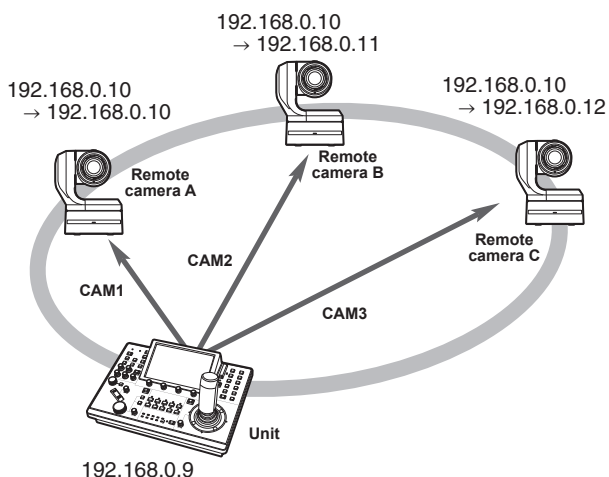 192.168.0.10
→ 192.168.0.11
192.168.0.10
→ 192.168.0.10
192.168.0.10
→ 192.168.0.12
Remote
camera A
Remote
camera B
Remote
camera C
CAM1
CAM2
CAM3
Unit
192.168.0.9